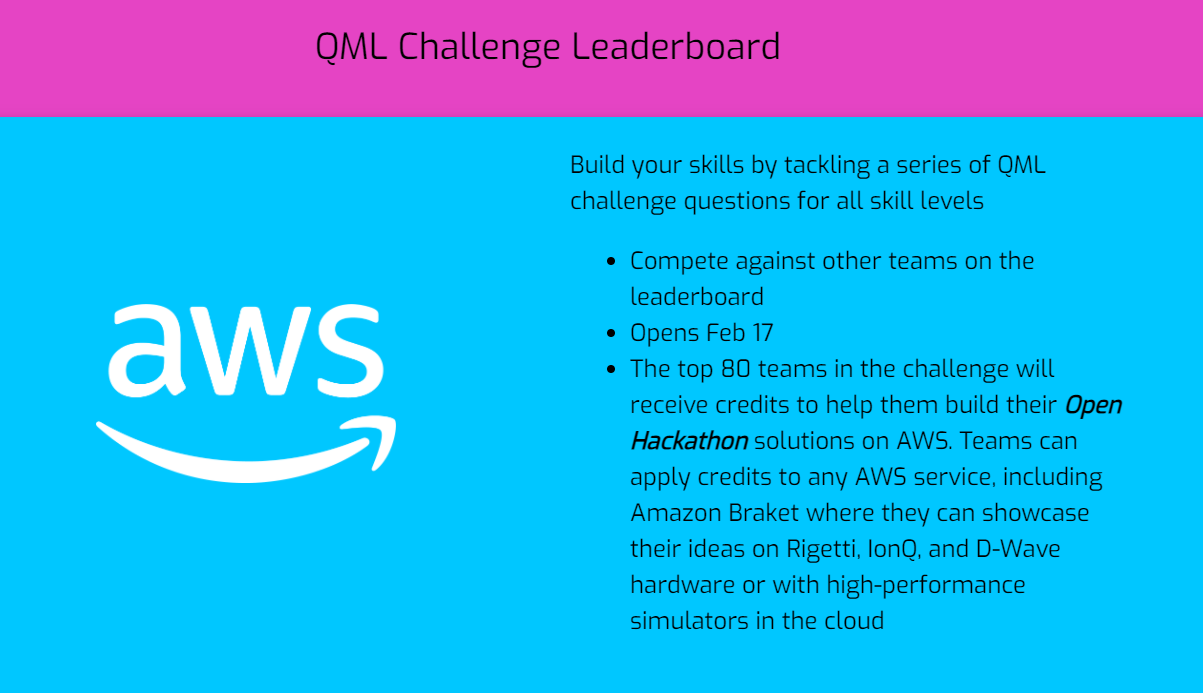 QML Challenge Leaderboard
Build your skills by tackling a series of QML
challenge questions for all skill levels
aws
• Compete against other teams on the
leaderboard
• Opens Feb 17
• The top 80 teams in the challenge will
receive credits to help them build their Open
Hackathon solutions on AWS. Teams can
apply credits to any AWS service, including
Amazon Braket where they can showcase
their ideas on Rigetti, IonQ, and D-Wave
hardware or with high-performance
simulators in the cloud